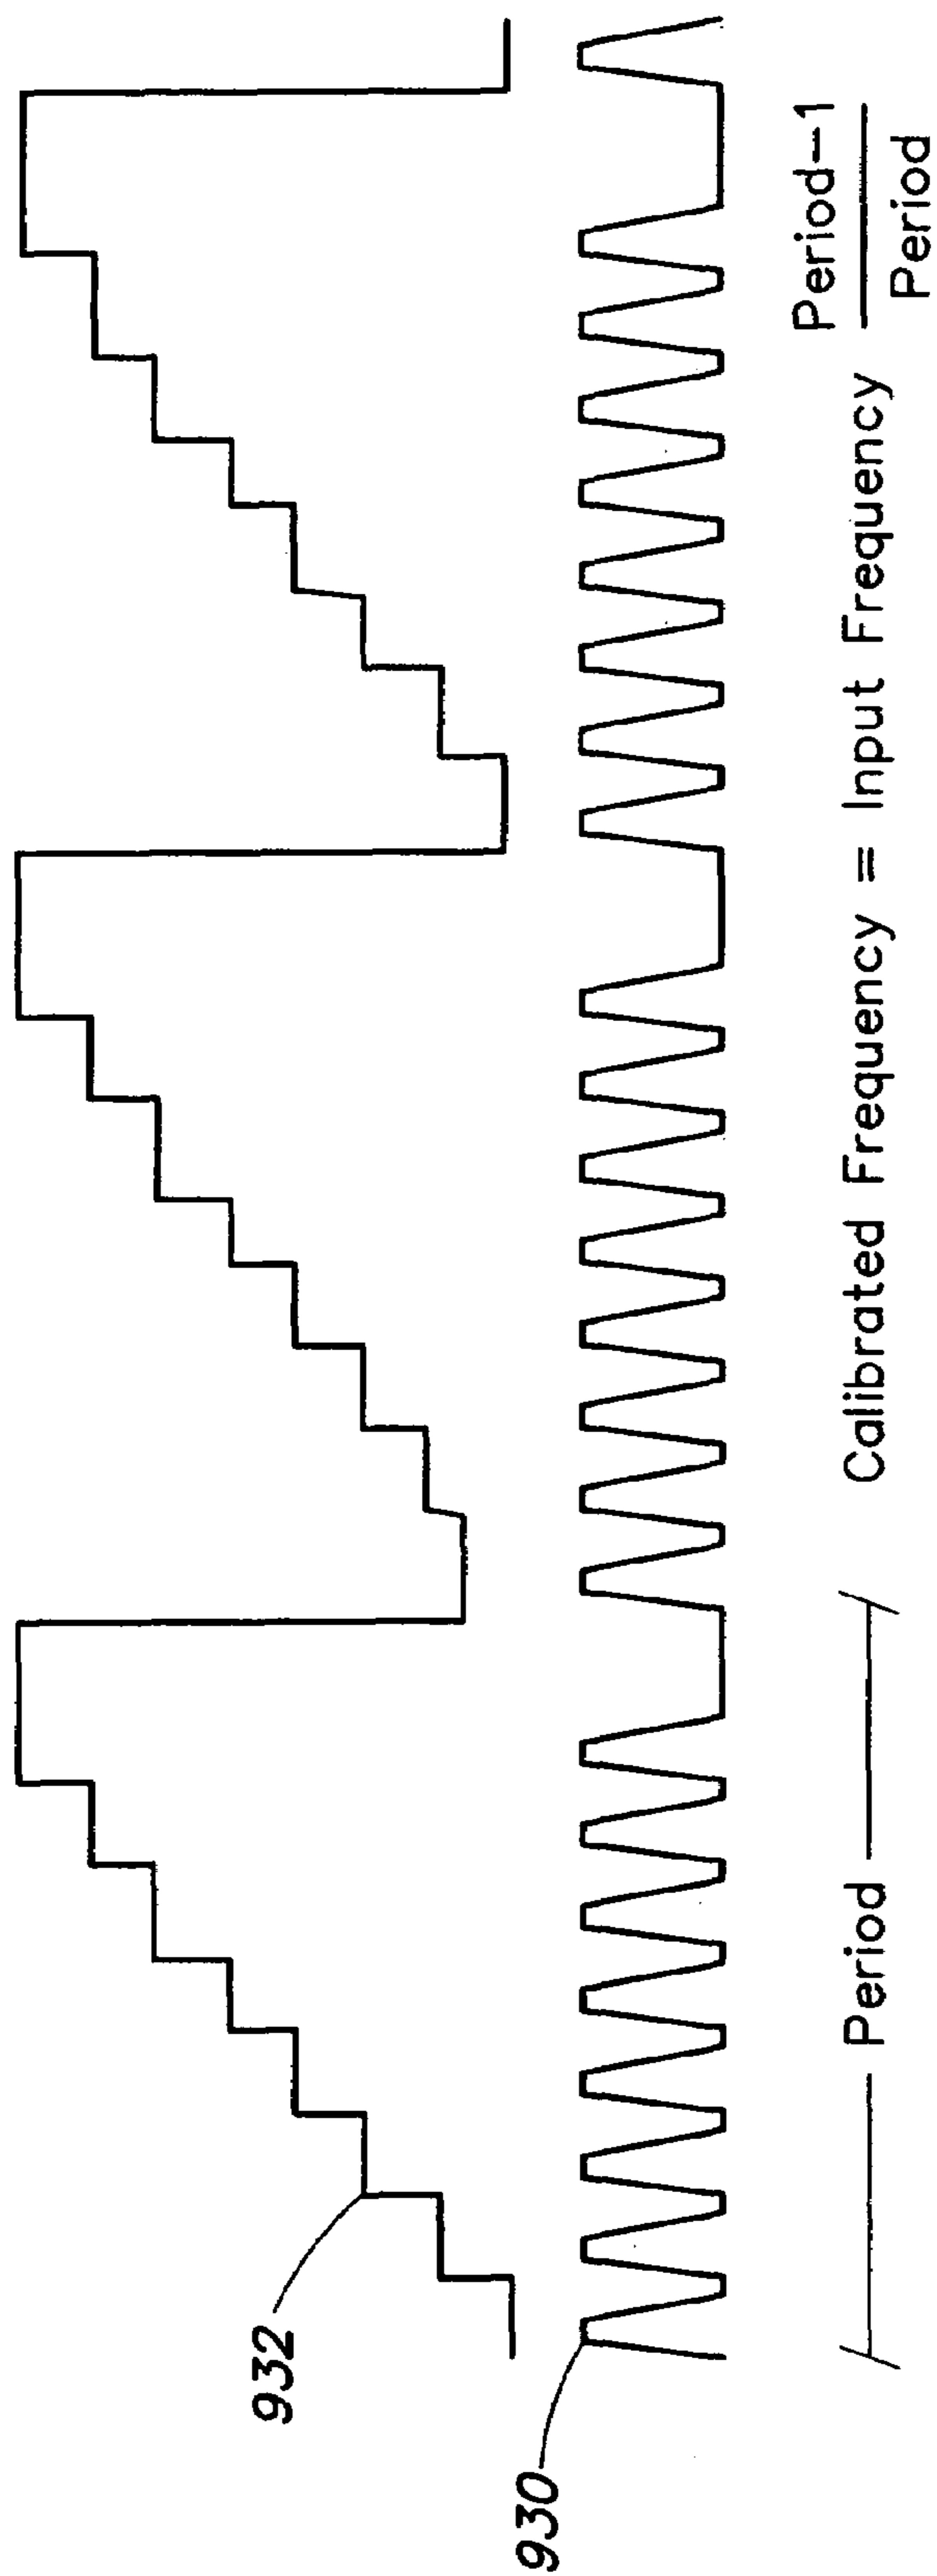 932
930
Period
Calibrated Frequency = Input Frequency Period-1
Period